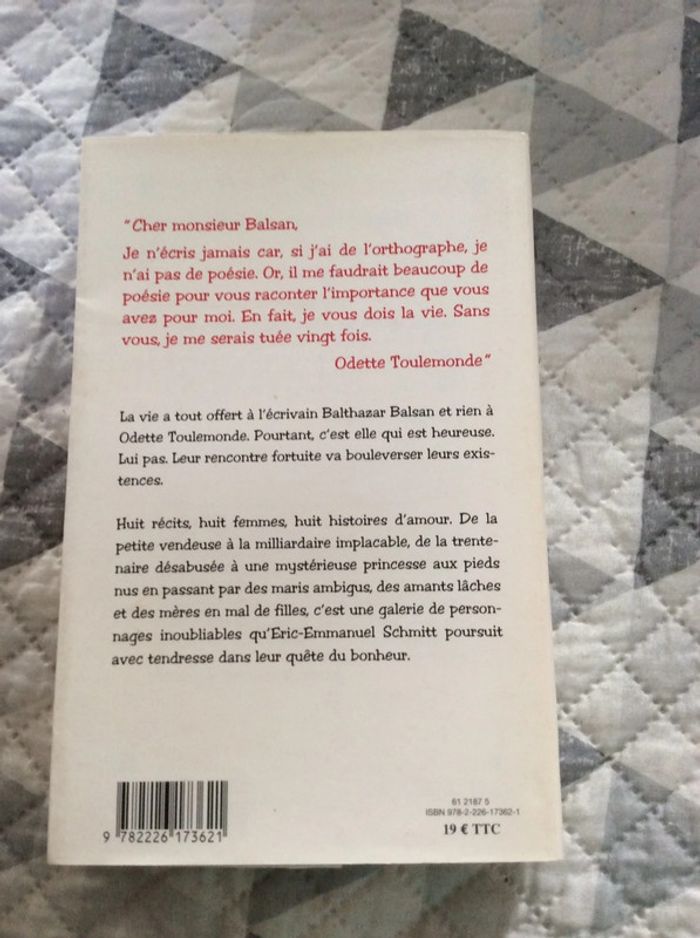 "Cher monsieur Balsan,
Je n'écris jamais car, si j'ai de l'orthographe, je
n'ai pas de poésie. Or, il me faudrait beaucoup de
poésie pour vous raconter l'importance que vous
avez pour moi. En fait, je vous dois la vie. Sans
vous, je me serais tuée vingt fois.
Odette Toulemonde"
La vie a tout offert à l'écrivain Balthazar Balsan et rien à
Odette Toulemonde. Pourtant, c'est elle qui est heureuse.
Lui pas. Leur rencontre fortuite va bouleverser leurs exis-
tences.
Huit récits, huit femmes, huit histoires d'amour. De la
petite vendeuse à la milliardaire implacable, de la trente-
naire désabusée à une mystérieuse princesse aux pieds
nus en passant par des maris ambigus, des amants lâches
et des mères en mal de filles, c'est une galerie de person-
nages inoubliables qu'Eric-Emmanuel Schmitt poursuit
avec tendresse dans leur quête du bonheur.
61 2187 5
ISBN 978-2-226-17362-1
19 € TTC
9 782226 173621